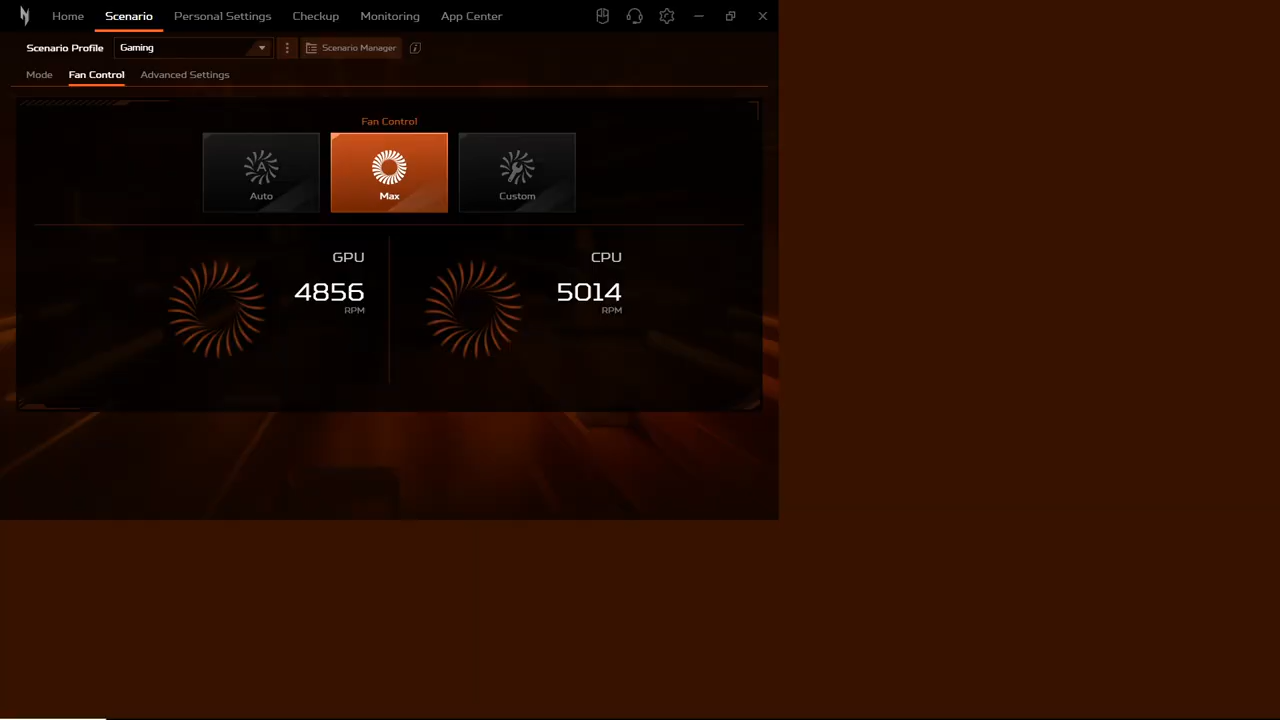 Home Scenario Personal Settings Checkup Monitoring App Center
Scenario Profile Gaming Scenario Manager
Mode Fan Control Advanced Settings
Fan Control
Auto Max Custom
GPU CPU
4856 5014
RPM RPM